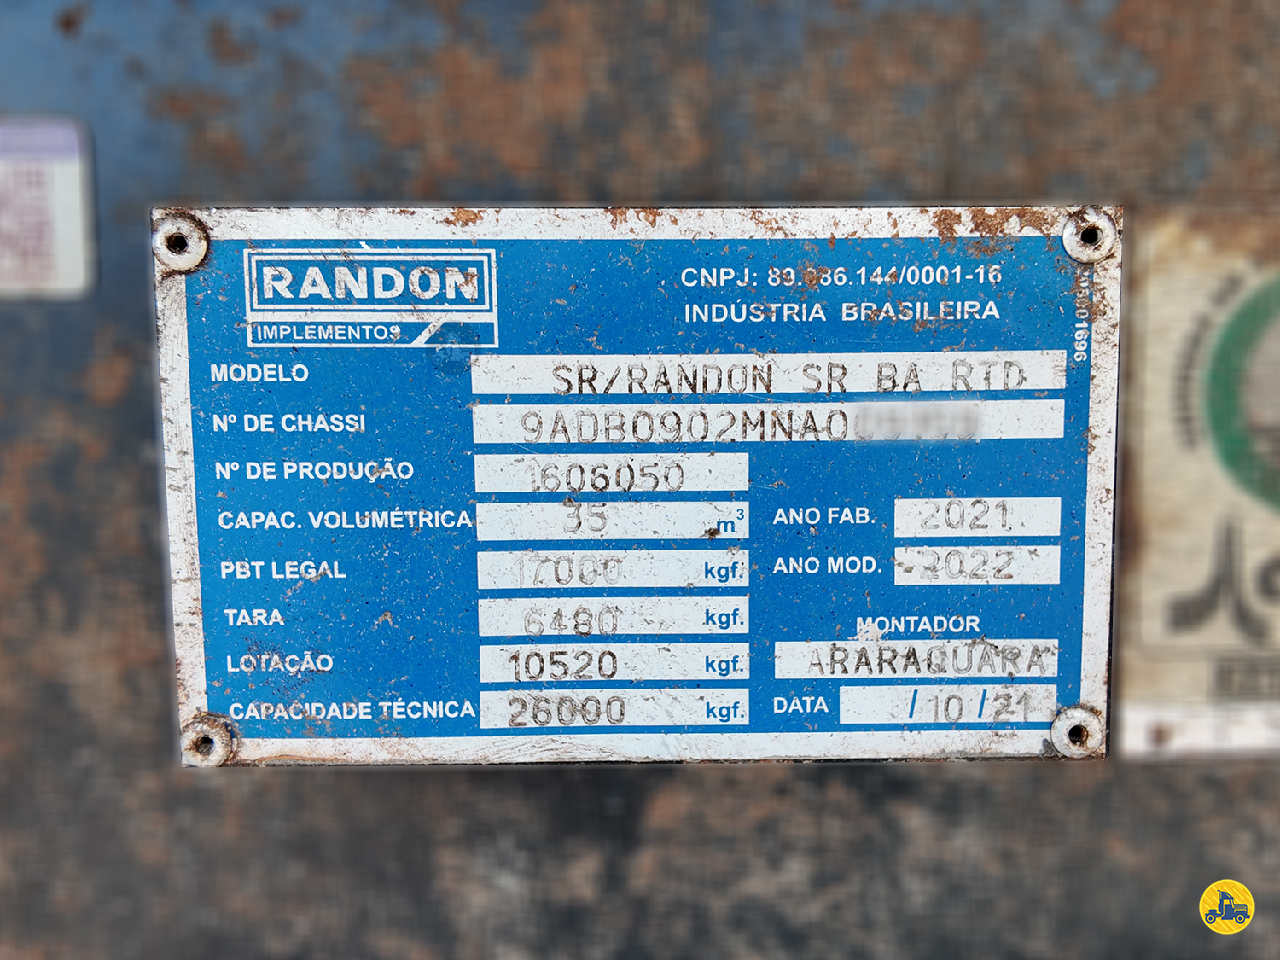 RANDON
IMPLEMENTOS
CNPJ: 89.086.144/0001-16
INDÚSTRIA BRASILEIRA
MODELO SR/RANDON SR BA RTD
Nº DE CHASSI 9ADB0902MNA0
Nº DE PRODUÇÃO 1606050
CAPAC. VOLUMÉTRICA 35 m³ ANO FAB. 2021
PBT LEGAL 17000 kgf. ANO MOD. 2022
TARA 6480 kgf. MONTADOR
LOTAÇÃO 10520 kgf. ARARAQUARA
CAPACIDADE TÉCNICA 26000 kgf. DATA /10/21